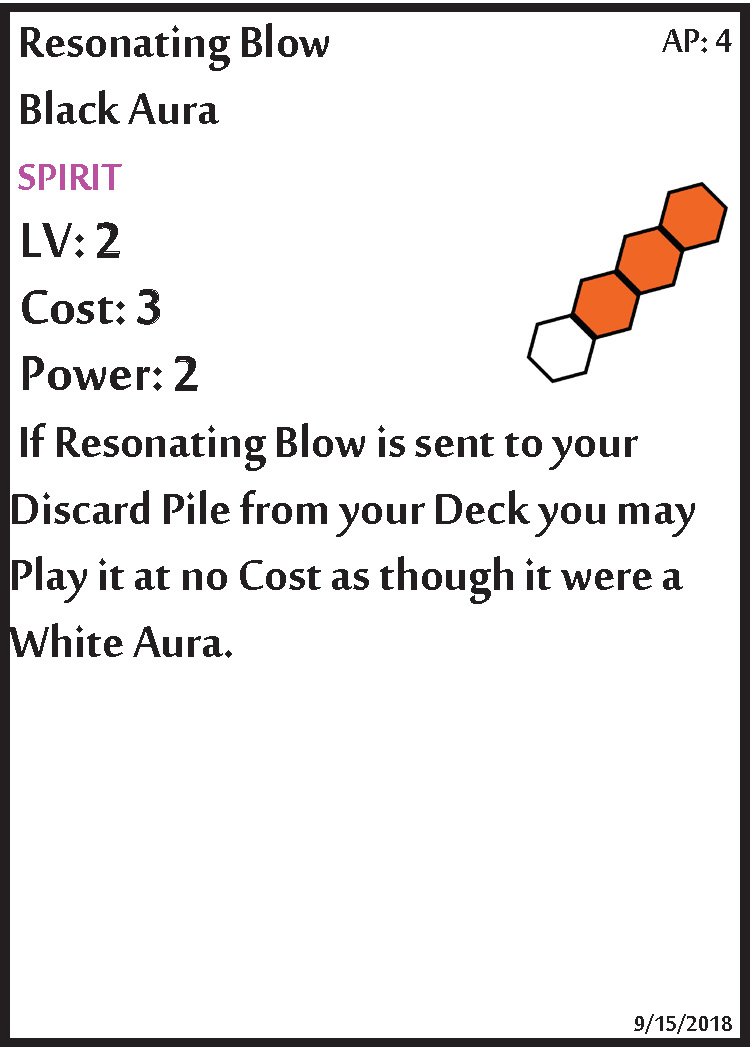 Resonating Blow
AP: 4
Black Aura
SPIRIT
LV: 2
Cost: 3
Power: 2
If Resonating Blow is sent to your
Discard Pile from your Deck you may
Play it at no Cost as though it were a
White Aura.
9/15/2018